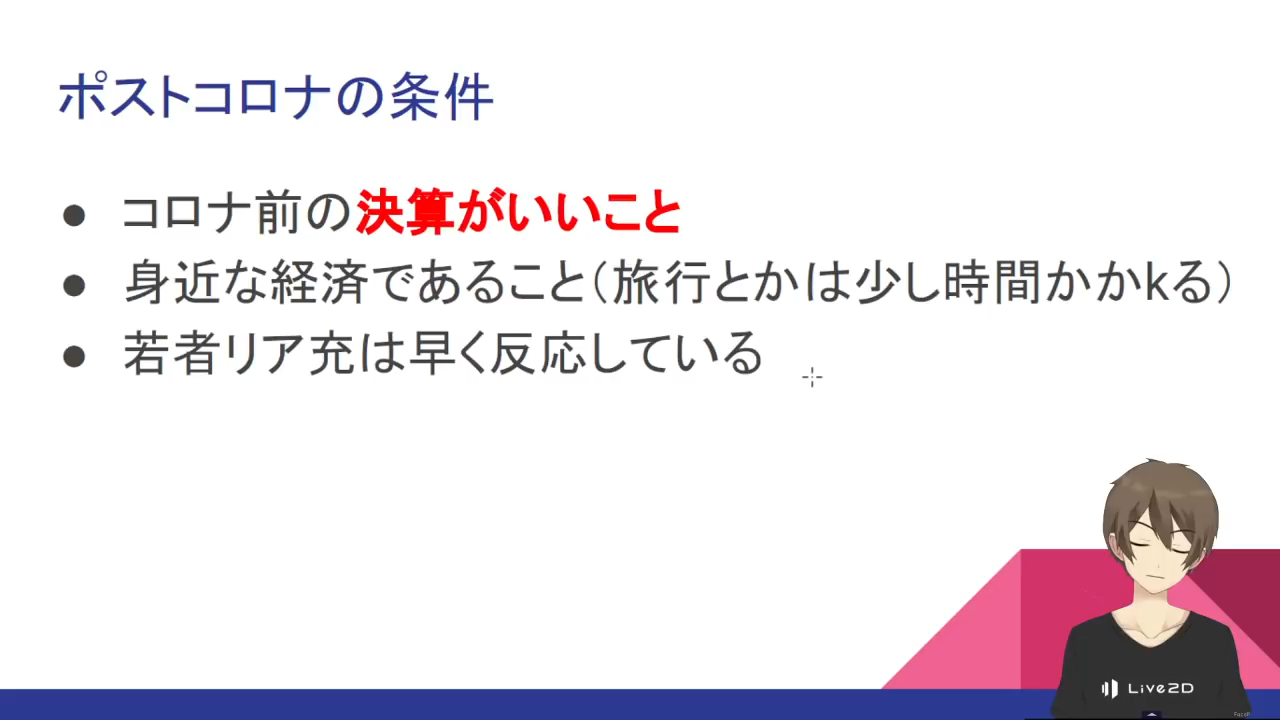 ポストコロナの条件
● コロナ前の決算がいいこと
● 身近な経済であること（旅行とかは少し時間かかkる）
● 若者リア充は早く反応している
Live2D